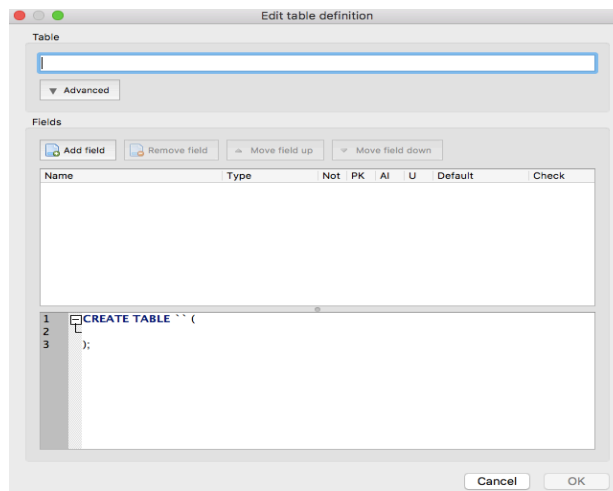 Edit table definition
Table
Advanced
Fields
Add field Remove field Move field up Move field down
Name Type Not PK AI U Default Check
1 CREATE TABLE `` (
2
3 );
Cancel OK